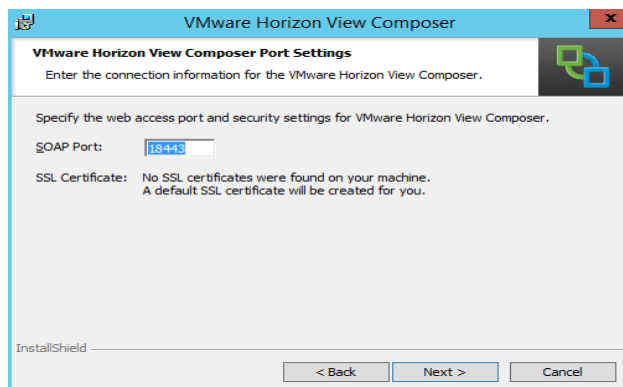 VMware Horizon View Composer
x
VMware Horizon View Composer Port Settings
Enter the connection information for the VMware Horizon View Composer.
Specify the web access port and security settings for VMware Horizon View Composer.
SOAP Port: 18443
SSL Certificate: No SSL certificates were found on your machine.
A default SSL certificate will be created for you.
InstallShield
< Back Next > Cancel